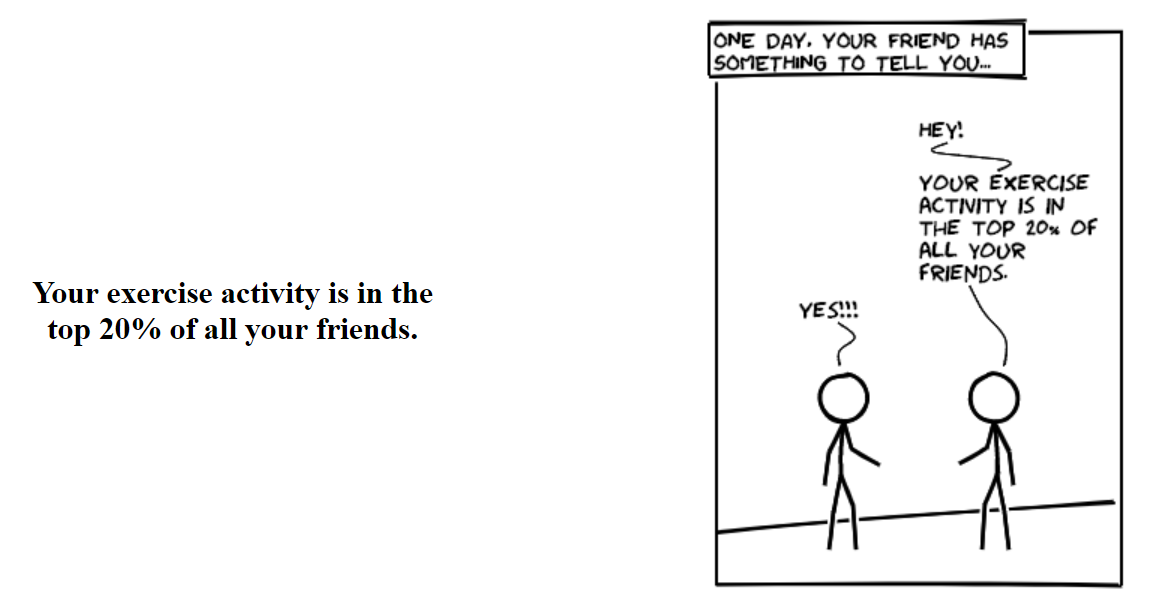 Your exercise activity is in the
top 20% of all your friends.
ONE DAY, YOUR FRIEND HAS
SOMETHING TO TELL YOU...
HEY!
YOUR EXERCISE
ACTIVITY IS IN
THE TOP 20% OF
ALL YOUR
FRIENDS.
YES!!!